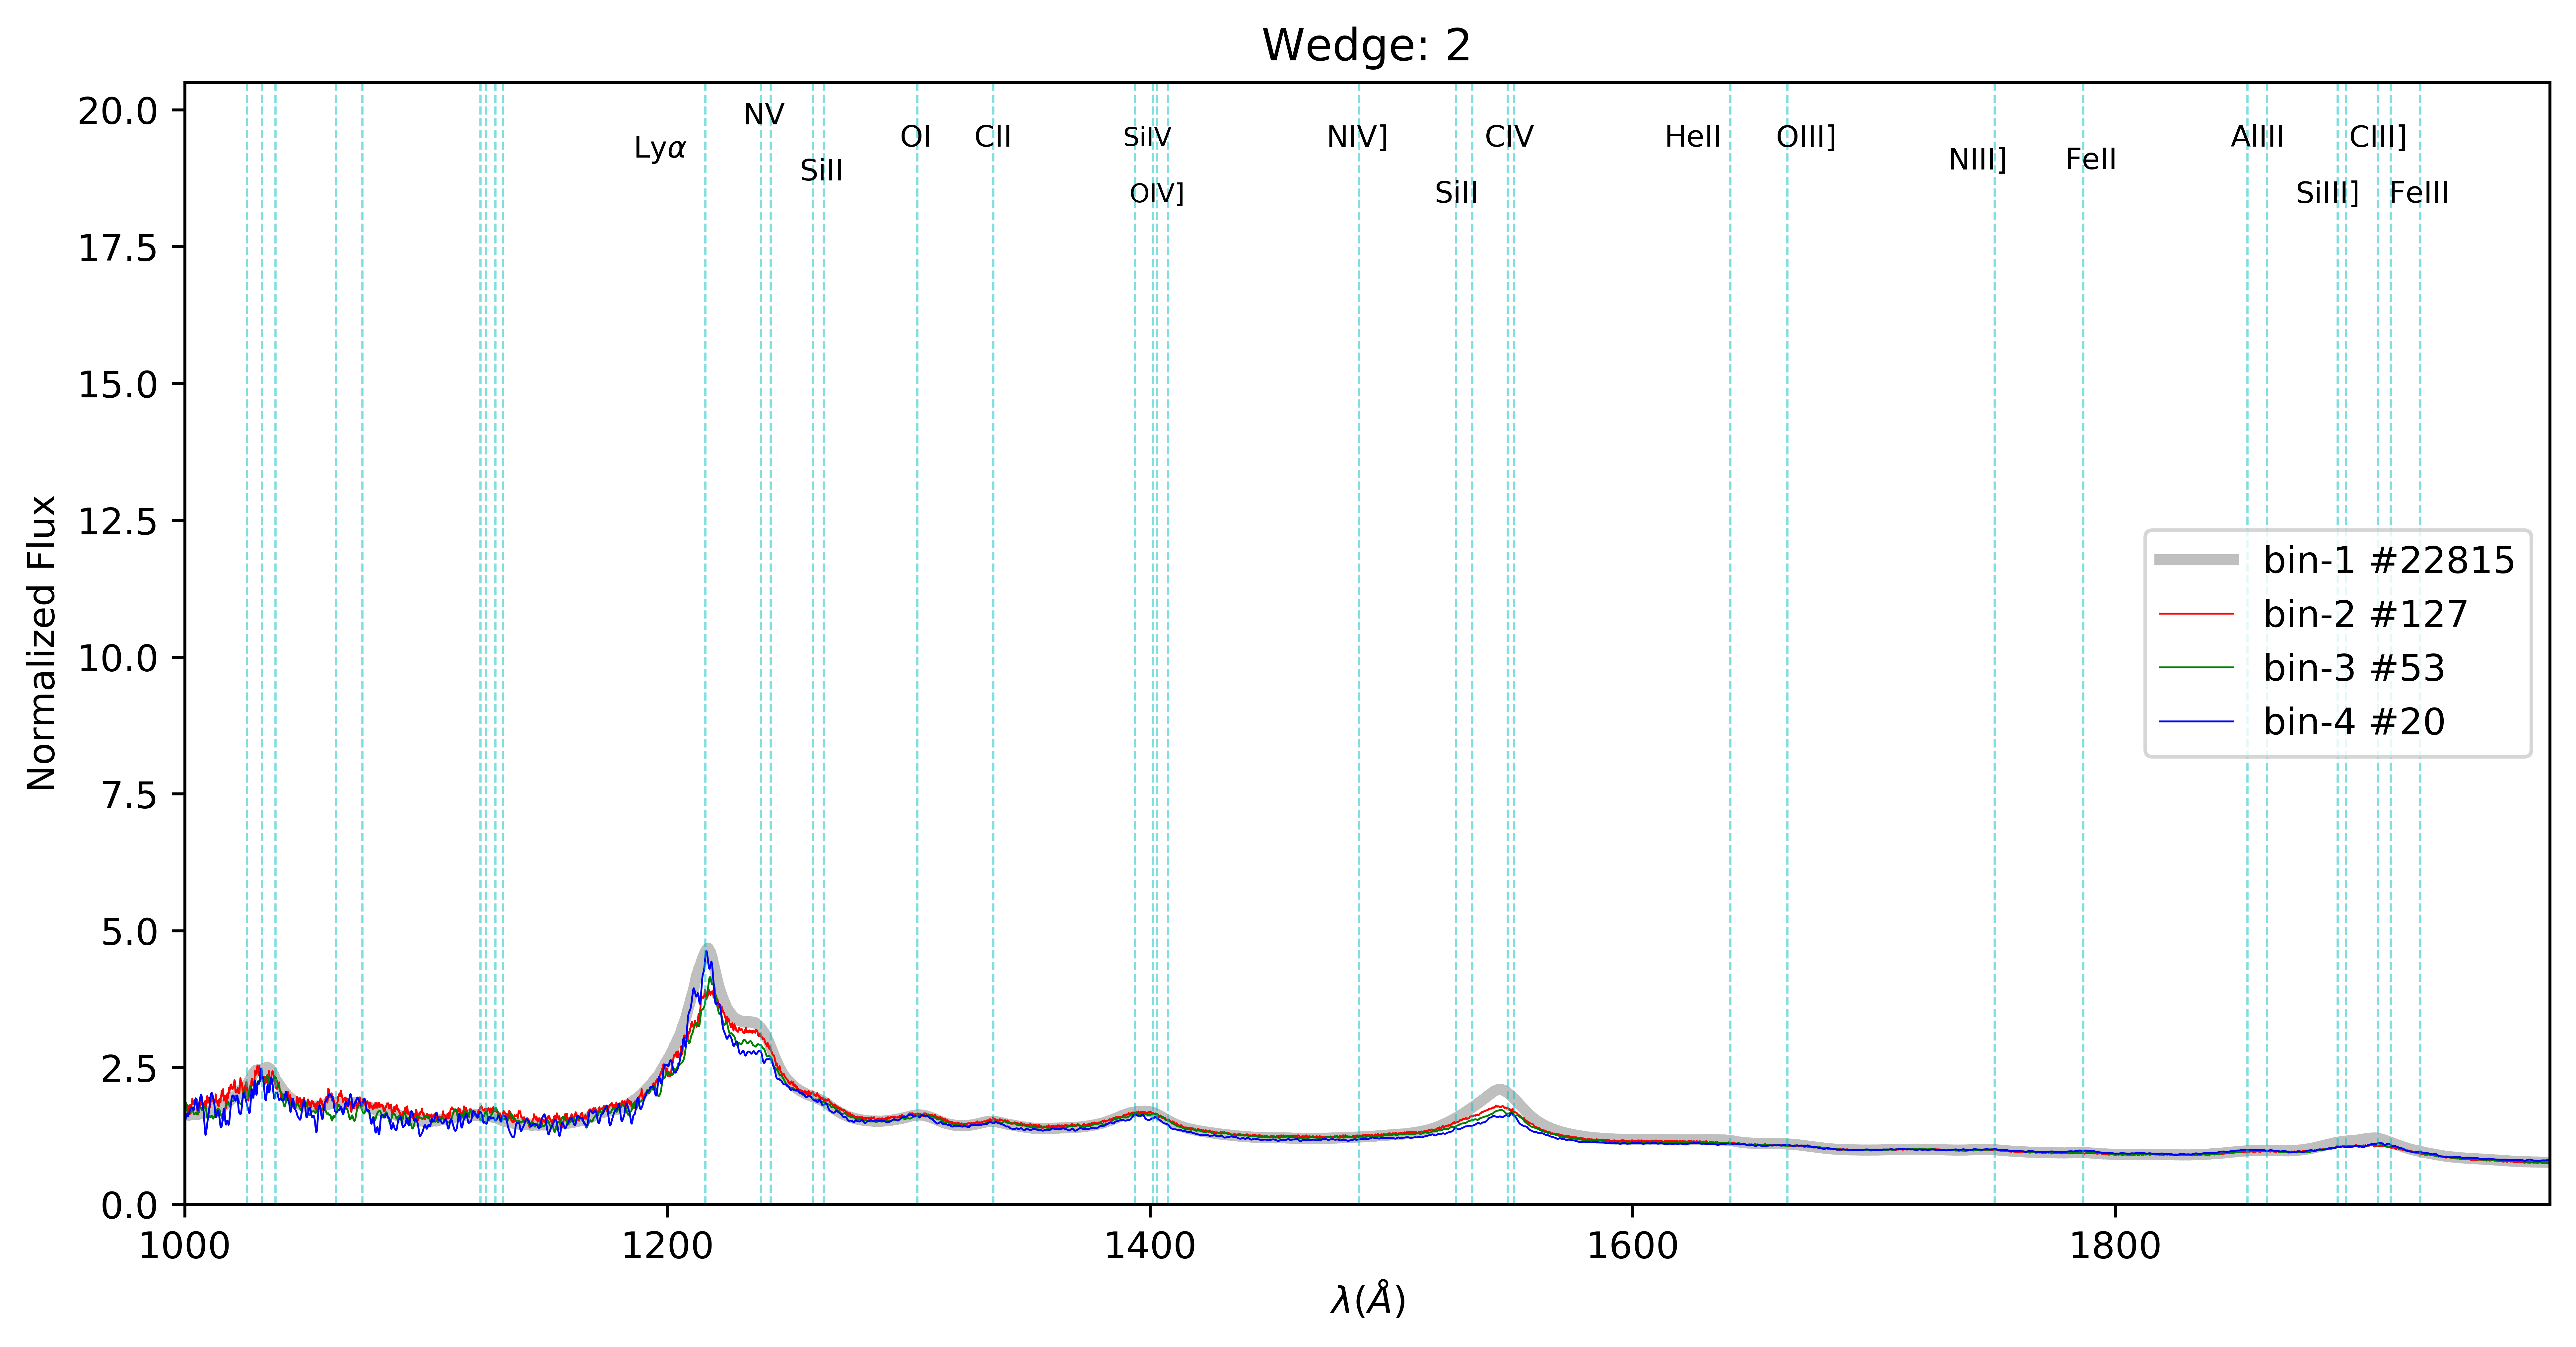 Wedge: 2
20.0
17.5
15.0
12.5
10.0
7.5
5.0
2.5
0.0
Normalized Flux
NV
Lyα
SiII
OI
CII
SiIV
OIV]
NIV]
SiII
CIV
HeII
OIII]
NIII]
FeII
AlIII
SiIII]
CIII]
FeIII
bin-1 #22815
bin-2 #127
bin-3 #53
bin-4 #20
1000
1200
1400
1600
1800
λ(Å)